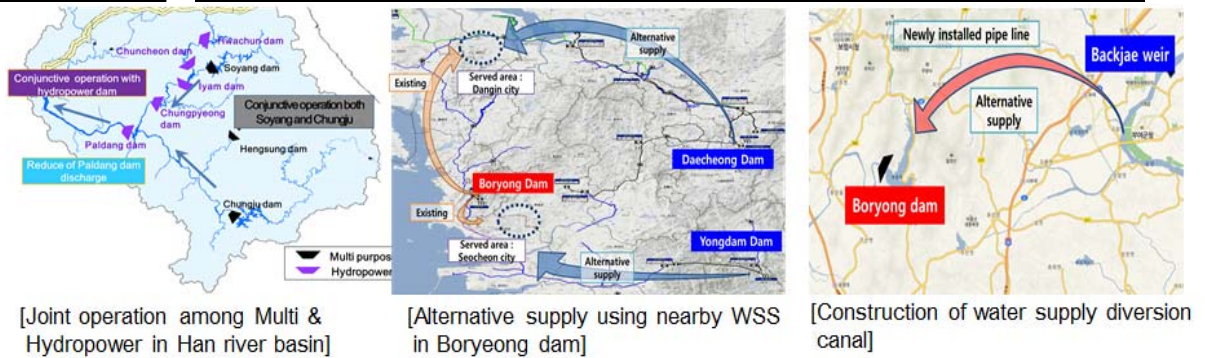 Hwachun dam
Chuncheon dam
Soyang dam
Conjunctive operation with
hydropower dam
Iyam dam
Chungpyeong
dam
Conjunctive operation both
Soyang and Chungju
Paldang dam
Hengsung dam
Reduce of Paldang dam
discharge
Chungju dam
Multi purpos
Hydropower
[Joint operation among Multi &
Hydropower in Han river basin]
Alternative
supply
Existing
Served area :
Dangin city
Daecheong Dam
Boryong Dam
Existing
Served area :
Seocheon city
Yongdam Dam
Alternative
supply
[Alternative supply using nearby WSS
in Boryeong dam]
Newly installed pipe line
Backjae weir
Alternative
supply
Boryong dam
[Construction of water supply diversion
canal]